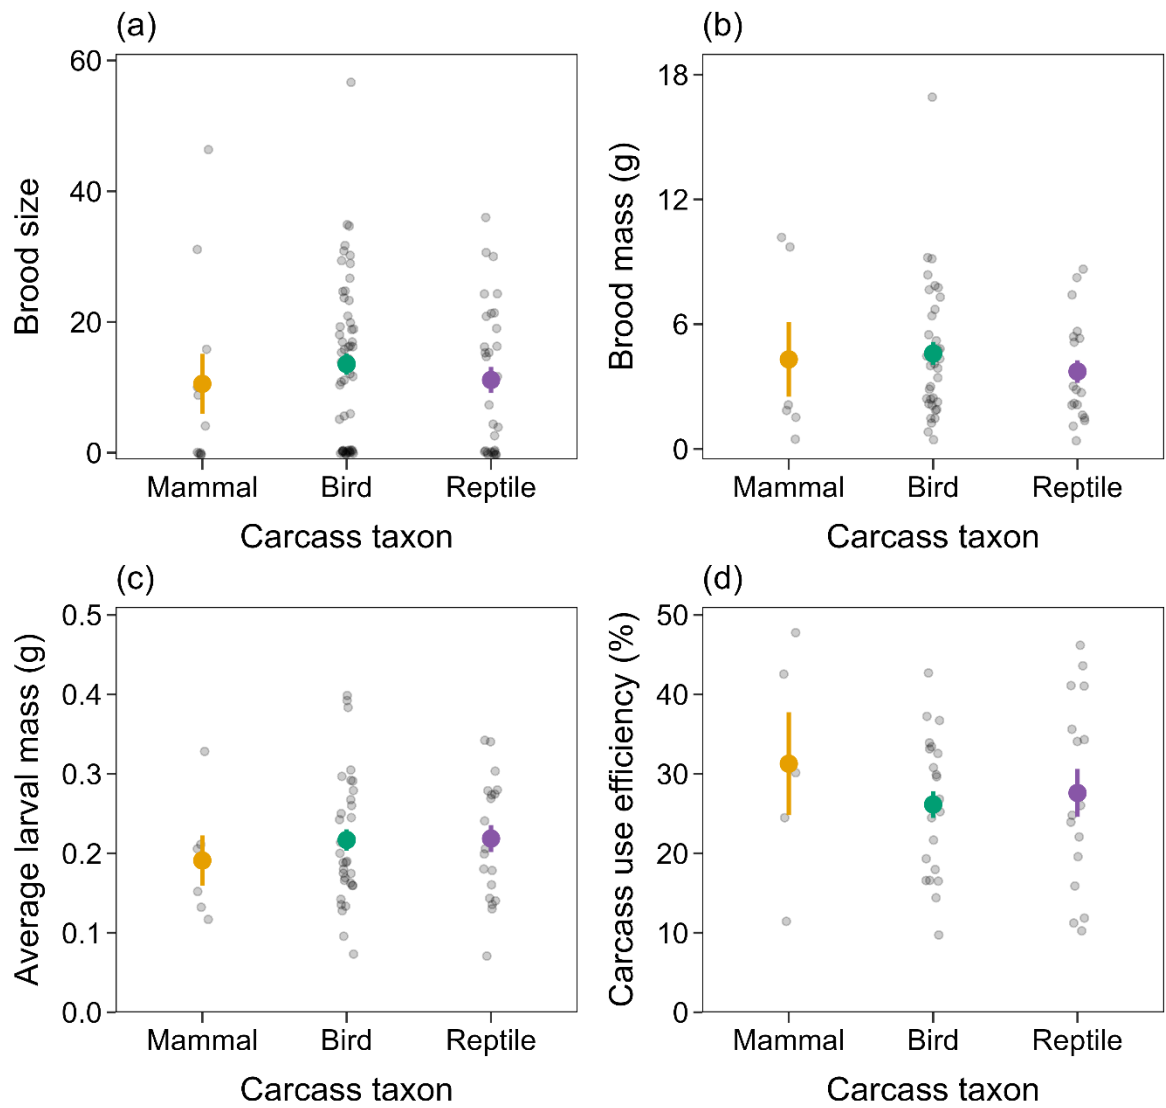 (a)
60
40
20
0
Brood size
Mammal Bird Reptile
Carcass taxon
(b)
18
12
6
0
Brood mass (g)
Mammal Bird Reptile
Carcass taxon
(c)
0.5
0.4
0.3
0.2
0.1
0.0
Average larval mass (g)
Mammal Bird Reptile
Carcass taxon
(d)
50
40
30
20
10
0
Carcass use efficiency (%)
Mammal Bird Reptile
Carcass taxon